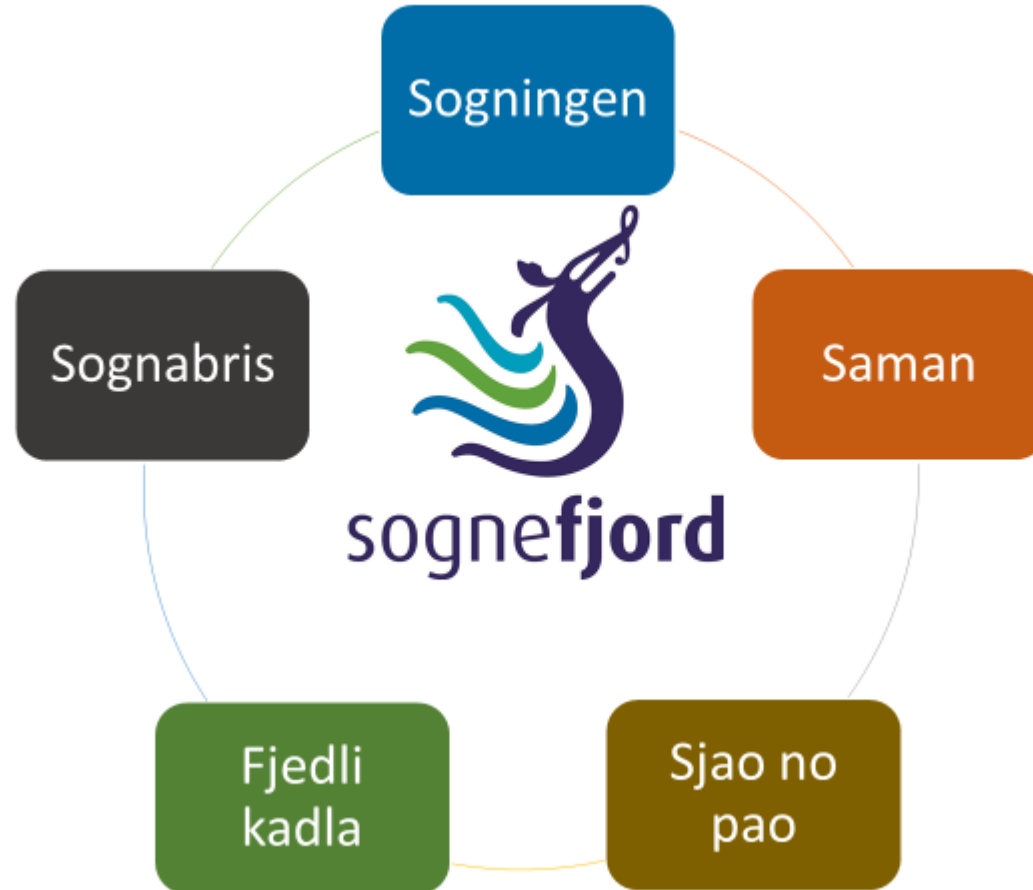 Sogningen
Sognabris
Saman
sognefjord
Fjedli
kadla
Sjao no
pao